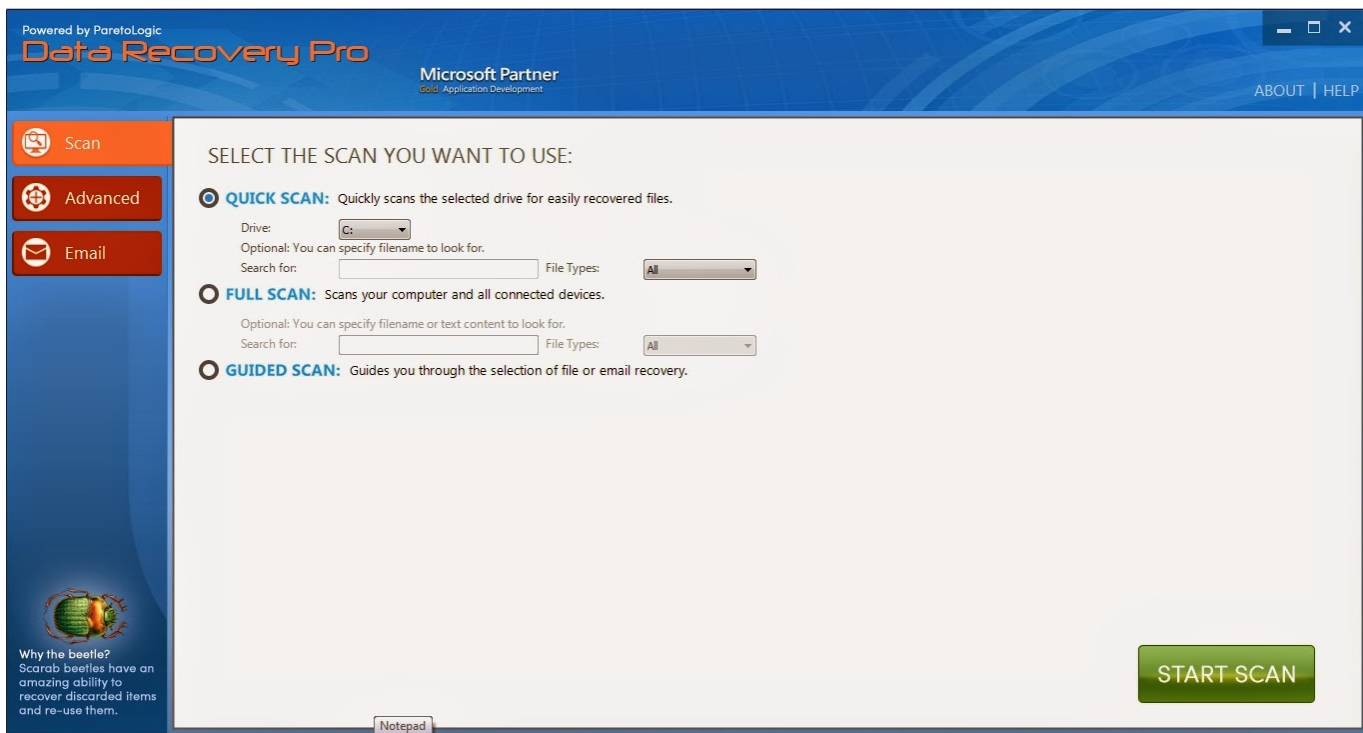 Powered by ParetoLogic
Data Recovery Pro
Microsoft Partner
Gold Application Development
ABOUT | HELP
Scan
Advanced
Email
SELECT THE SCAN YOU WANT TO USE:
QUICK SCAN: Quickly scans the selected drive for easily recovered files.
Drive: C:
Optional: You can specify filename to look for.
Search for: File Types: All
FULL SCAN: Scans your computer and all connected devices.
Optional: You can specify filename or text content to look for.
Search for: File Types: All
GUIDED SCAN: Guides you through the selection of file or email recovery.
Why the beetle?
Scarab beetles have an
amazing ability to
recover discarded items
and re-use them.
START SCAN
Notepad